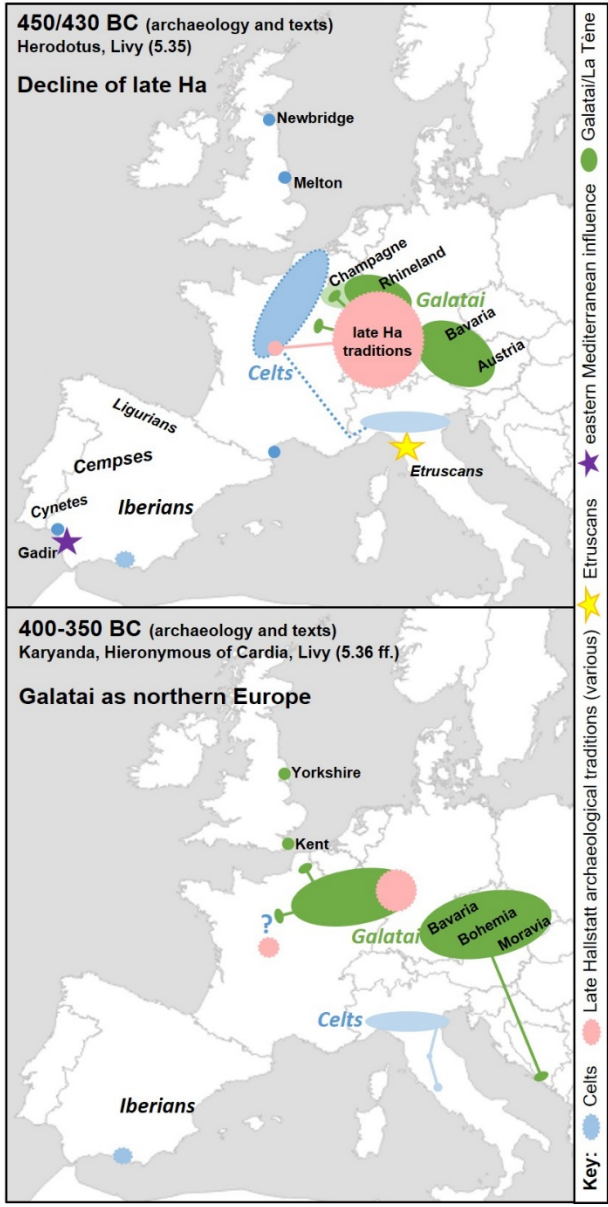 450/430 BC (archaeology and texts)
Herodotus, Livy (5.35)
Decline of late Ha
Newbridge
Melton
Champagne
Rhineland
Galatai
late Ha
traditions
Bavaria
Austria
Celts
Ligurians
Cempses
Cynetes
Iberians
Gadir
Etruscans
400-350 BC (archaeology and texts)
Karyanda, Hieronymous of Cardia, Livy (5.36 ff.)
Galatai as northern Europe
Yorkshire
Kent
?
Galatai
Bavaria
Bohemia
Moravia
Celts
Iberians
Key: Celts Late Hallstatt archaeological traditions (various) Etruscans eastern Mediterranean influence Galatai/La Tène